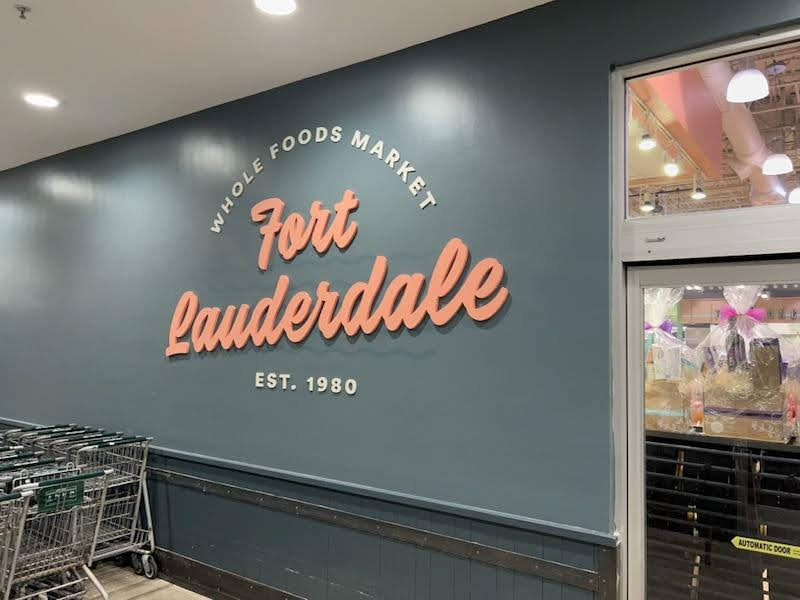 WHOLE FOODS MARKET
Fort
Lauderdale
EST. 1980
AUTOMATIC DOOR